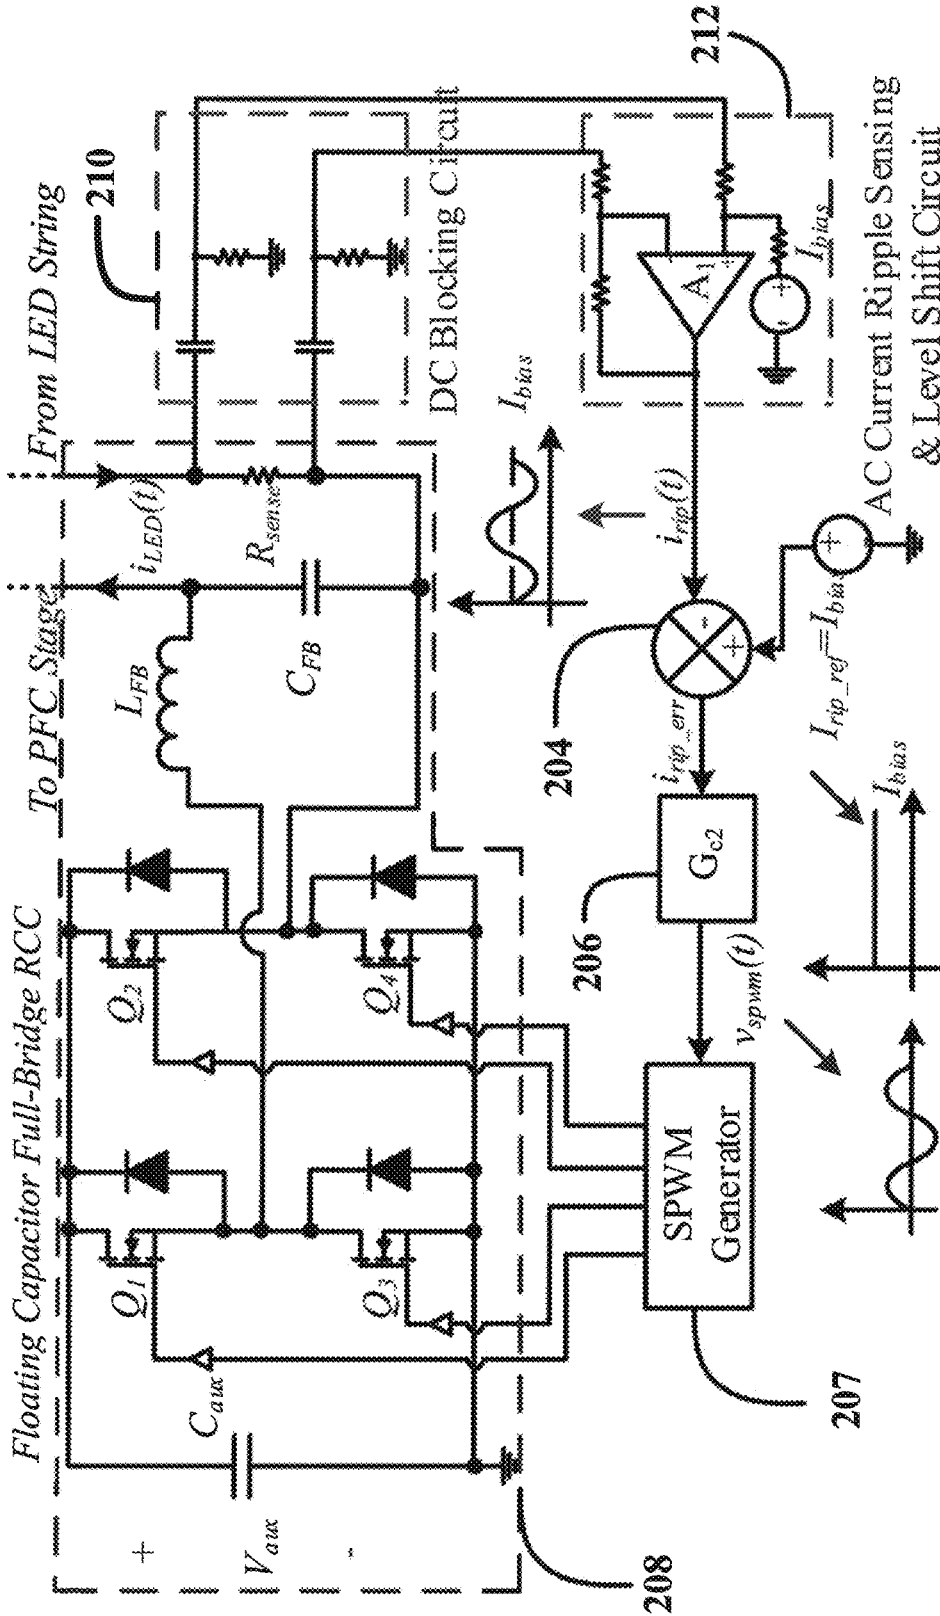 Floating Capacitor Full-Bridge RCC
To PFC Stage
From LED String
210
+
V_aux
-
C_aux
Q_1
Q_2
Q_3
Q_4
L_FB
C_FB
i_LED(t)
R_sense
DC Blocking Circuit
208
212
A_1
-
+
+
-
I_bias
AC Current Ripple Sensing
& Level Shift Circuit
I_bias
i_rip(t)
204
-
+
i_rip_err
+
I_rip_ref=I_bias
206
G_c2
v_spwm(t)
I_bias
SPWM
Generator
207